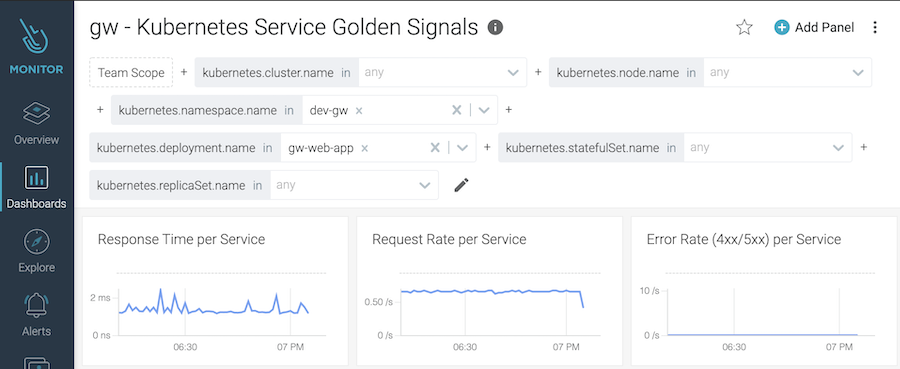 gw - Kubernetes Service Golden Signals
Add Panel
MONITOR
Team Scope + kubernetes.cluster.name in any + kubernetes.node.name in any
+ kubernetes.namespace.name in dev-gw × × +
kubernetes.deployment.name in gw-web-app × × + kubernetes.statefulSet.name in any +
kubernetes.replicaSet.name in any
Overview
Dashboards
Explore
Alerts
Response Time per Service
2 ms
0 ns
06:30 07 PM
Request Rate per Service
0.50 /s
0 /s
06:30 07 PM
Error Rate (4xx/5xx) per Service
10 /s
0 /s
06:30 07 PM